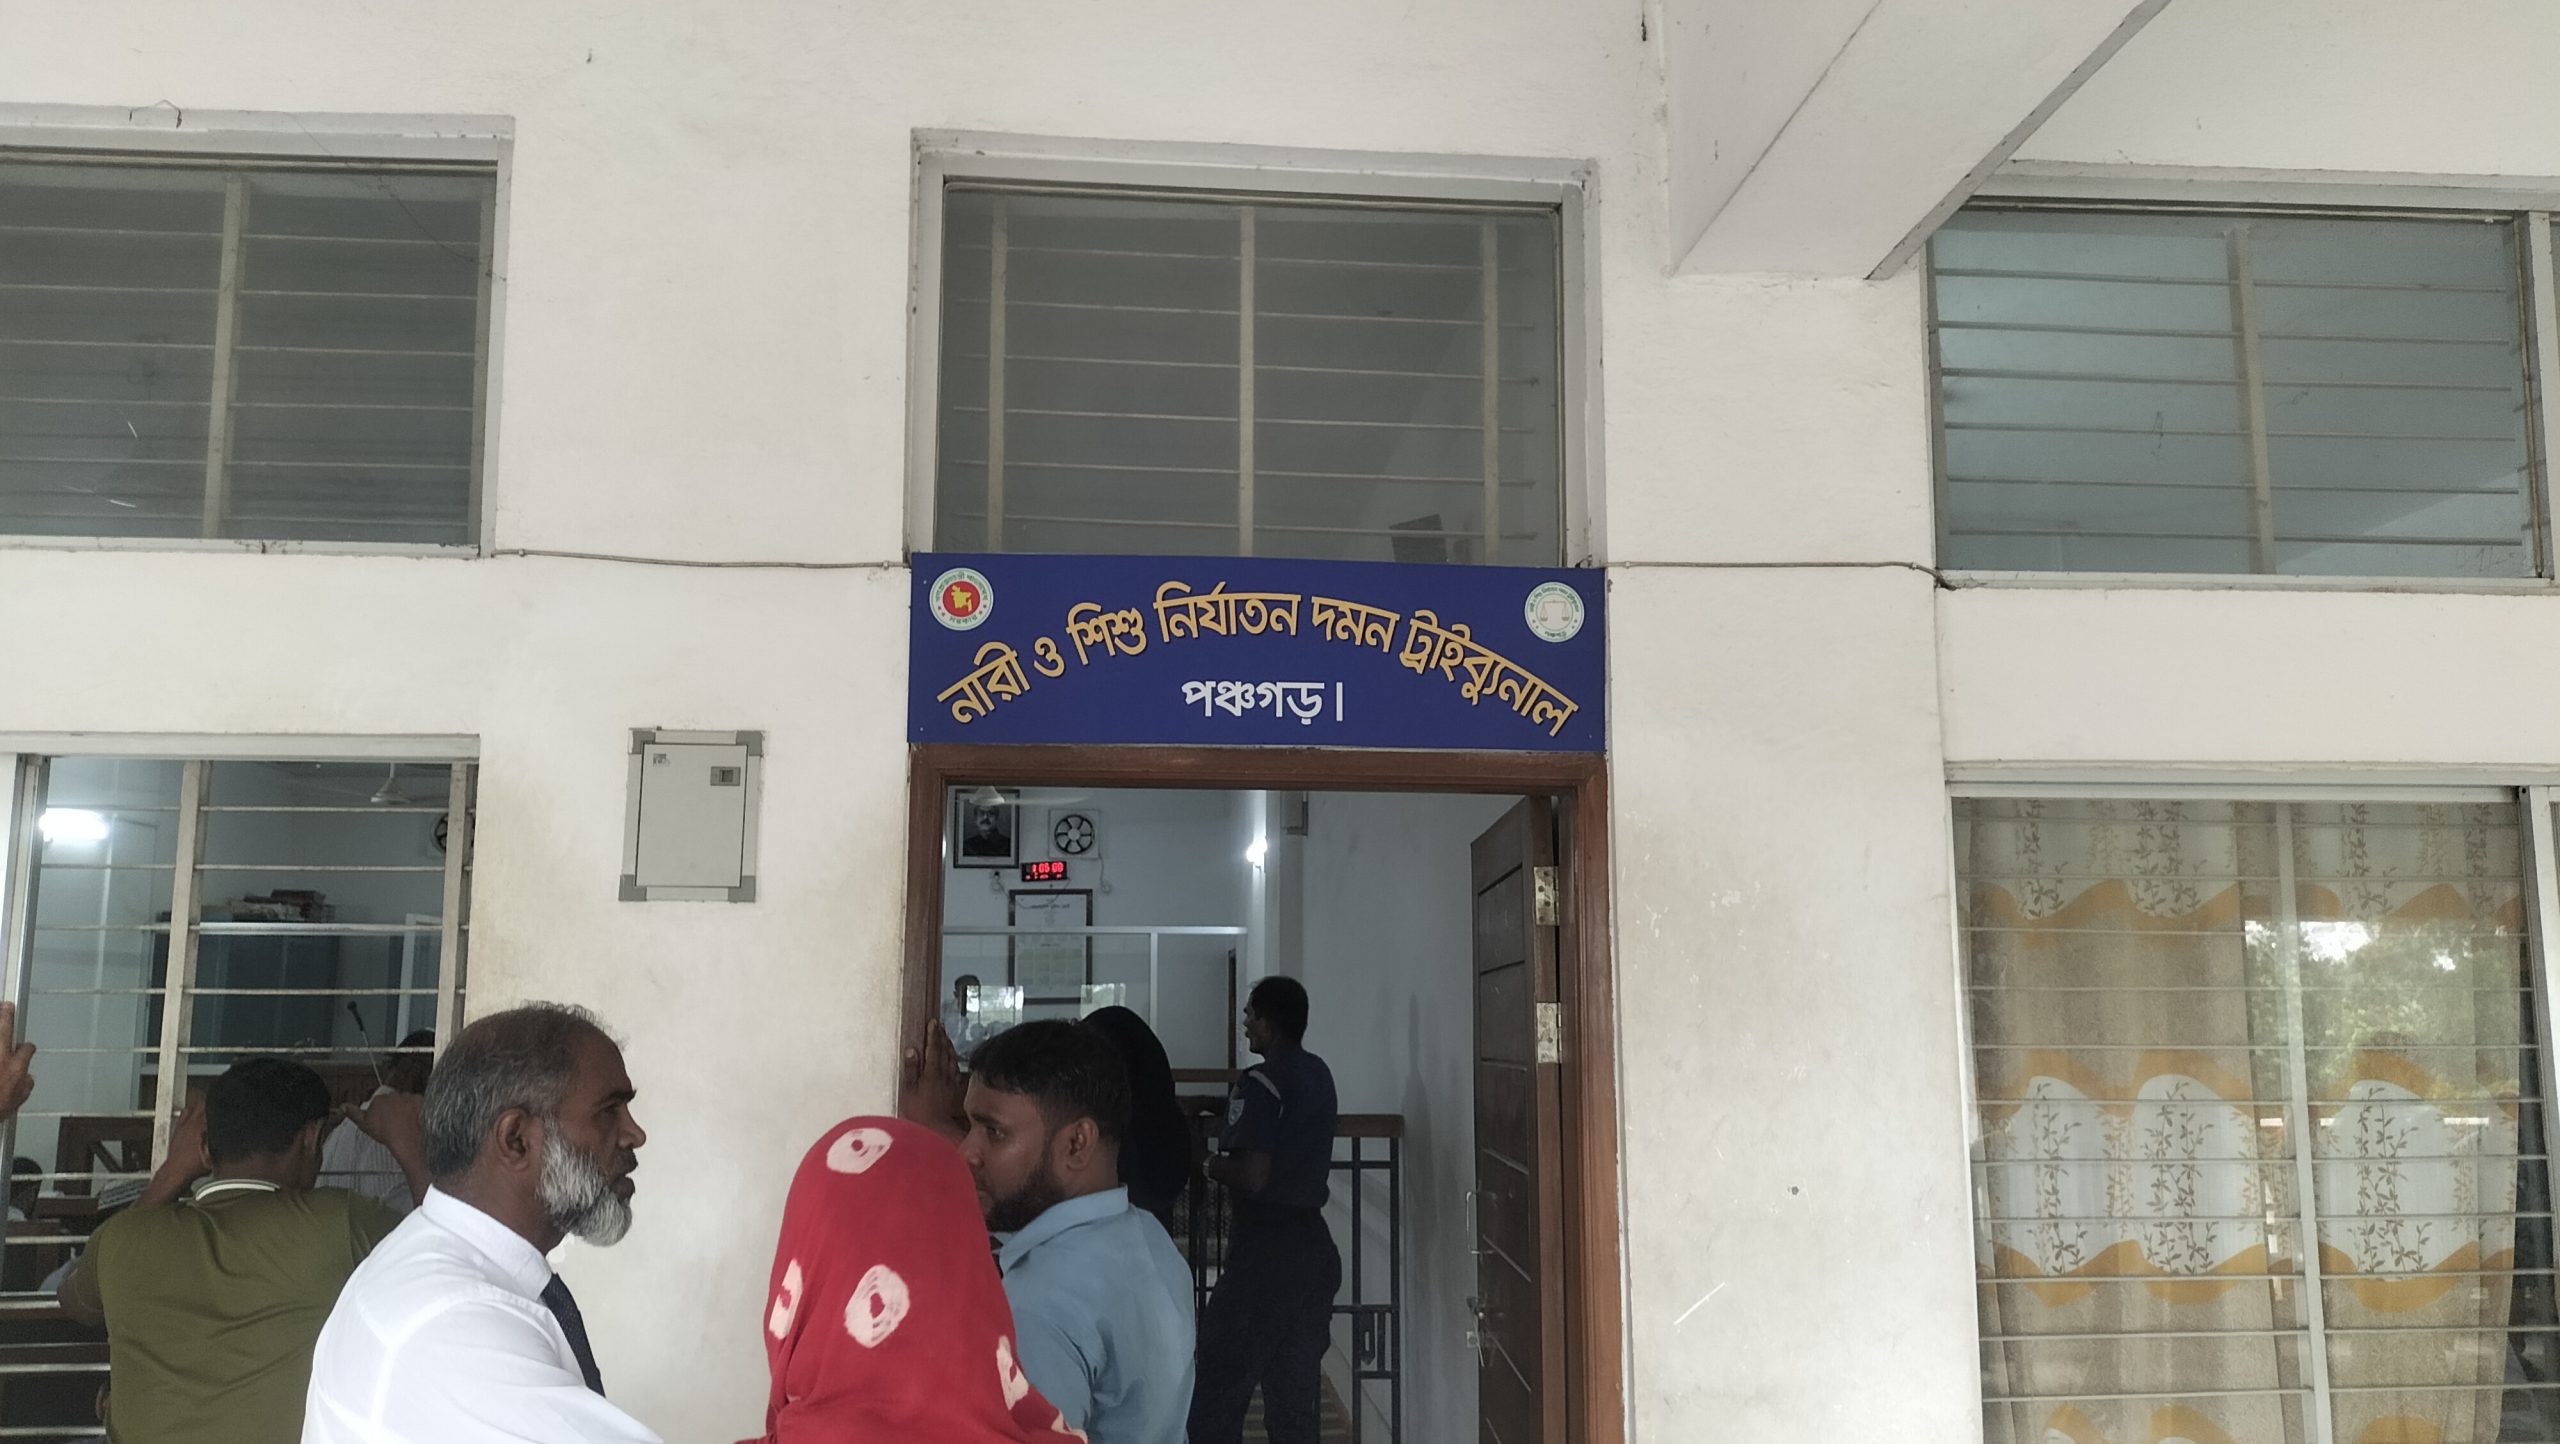 নারী ও শিশু নির্যাতন দমন ট্রাইব্যুনাল
পঞ্চগড়।